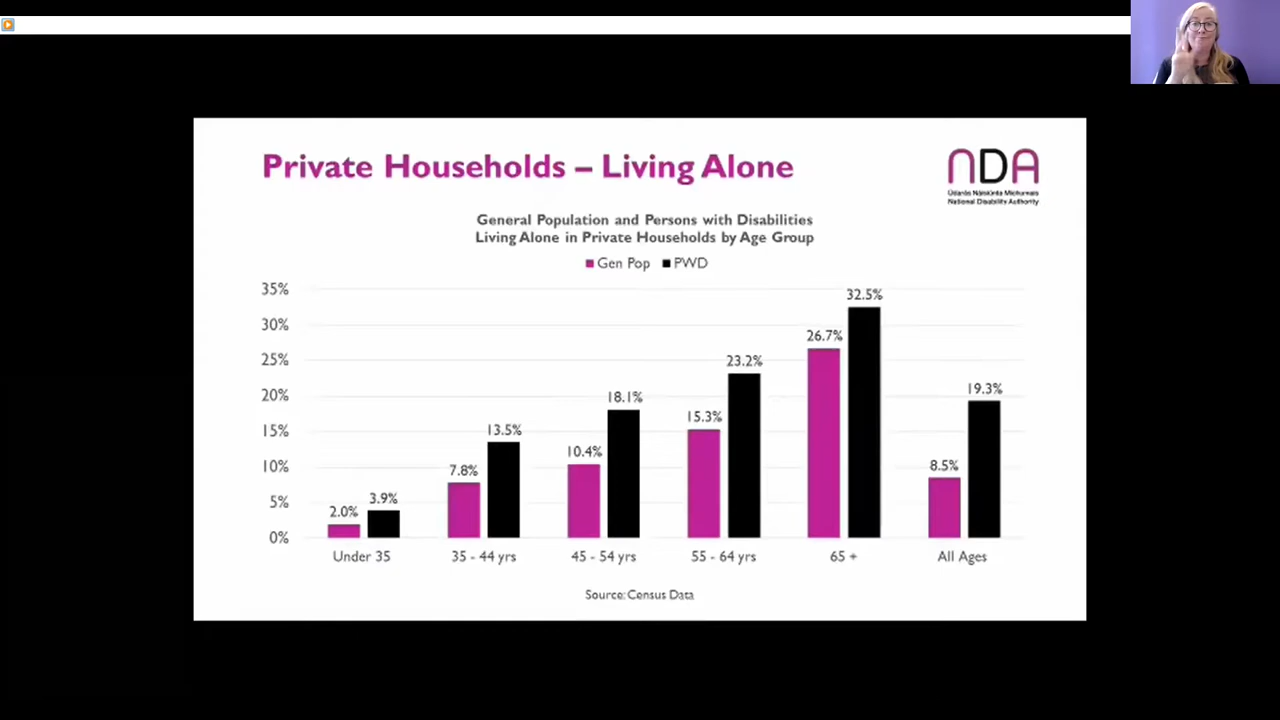 Private Households – Living Alone
NDA
Údarás Náisiúnta Míchumais
National Disability Authority
General Population and Persons with Disabilities
Living Alone in Private Households by Age Group
Gen Pop PWD
35%
30%
25%
20%
15%
10%
5%
0%
2.0% 3.9%
7.8% 13.5%
10.4% 18.1%
15.3% 23.2%
26.7% 32.5%
8.5% 19.3%
Under 35 35 - 44 yrs 45 - 54 yrs 55 - 64 yrs 65 + All Ages
Source: Census Data